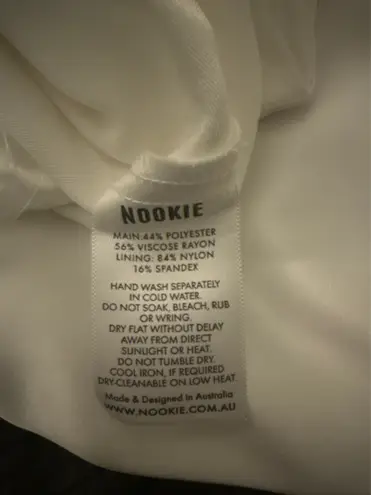 NOOKIE
MAIN:44% POLYESTER
56% VISCOSE RAYON
LINING: 84% NYLON
16% SPANDEX
HAND WASH SEPARATELY
IN COLD WATER.
DO NOT SOAK, BLEACH, RUB
OR WRING.
DRY FLAT WITHOUT DELAY
AWAY FROM DIRECT
SUNLIGHT OR HEAT.
DO NOT TUMBLE DRY.
COOL IRON, IF REQUIRED
DRY-CLEANABLE ON LOW HEAT.
Made & Designed In Australia
WWW.NOOKIE.COM.AU